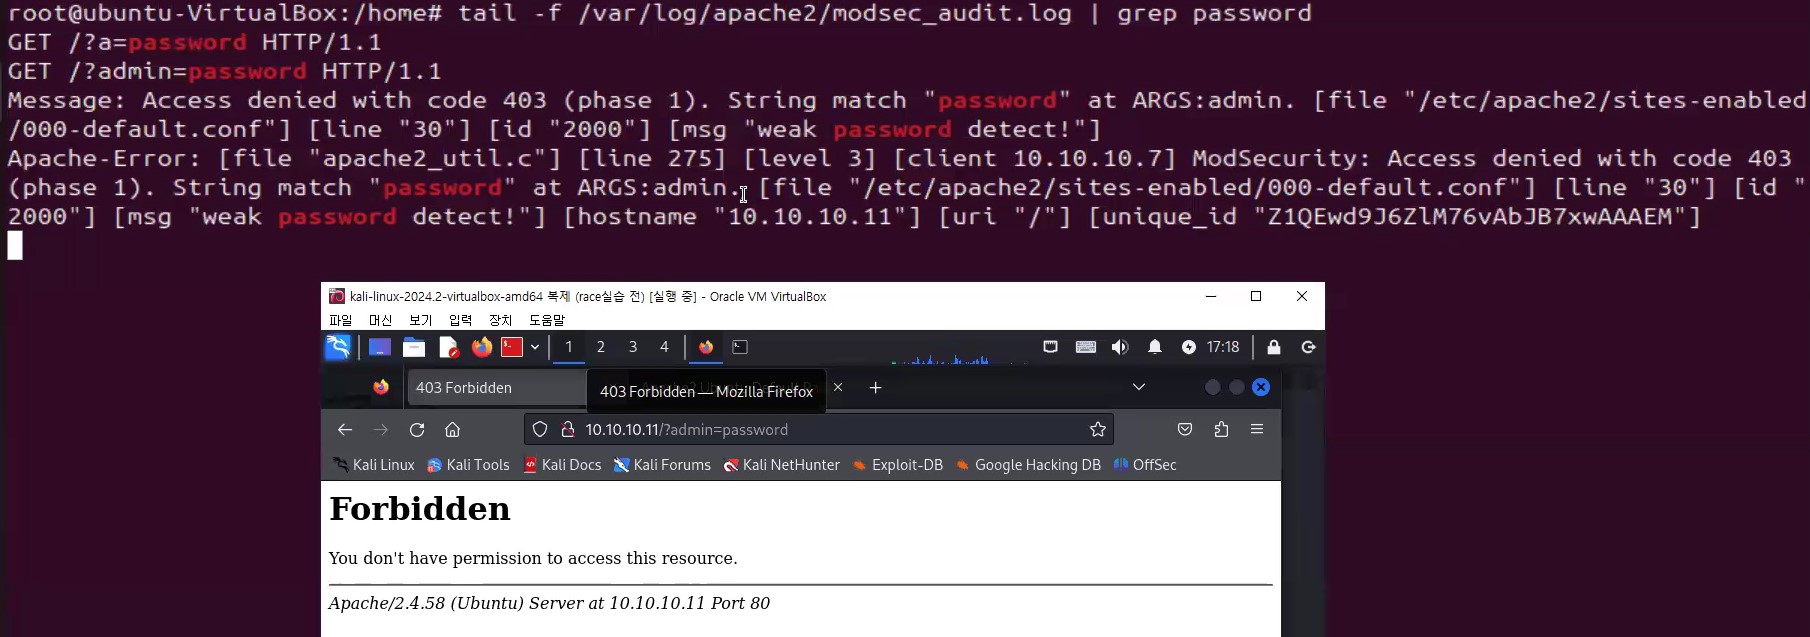 root@ubuntu-VirtualBox:/home# tail -f /var/log/apache2/modsec_audit.log | grep password
GET /?a=password HTTP/1.1
GET /?admin=password HTTP/1.1
Message: Access denied with code 403 (phase 1). String match "password" at ARGS:admin. [file "/etc/apache2/sites-enabled
/000-default.conf"] [line "30"] [id "2000"] [msg "weak password detect!"]
Apache-Error: [file "apache2_util.c"] [line 275] [level 3] [client 10.10.10.7] ModSecurity: Access denied with code 403
(phase 1). String match "password" at ARGS:admin. [file "/etc/apache2/sites-enabled/000-default.conf"] [line "30"] [id "
2000"] [msg "weak password detect!"] [hostname "10.10.10.11"] [uri "/"] [unique_id "Z1QEwd9J6ZlM76vAbJB7xwAAAEM"]
kali-linux-2024.2-virtualbox-amd64 복제 (race실습 전) [실행 중] - Oracle VM VirtualBox
파일 머신 보기 입력 장치 도움말
1 2 3 4 17:18
403 Forbidden
403 Forbidden — Mozilla Firefox
10.10.10.11/?admin=password
Kali Linux Kali Tools Kali Docs Kali Forums Kali NetHunter Exploit-DB Google Hacking DB OffSec
Forbidden
You don't have permission to access this resource.
Apache/2.4.58 (Ubuntu) Server at 10.10.10.11 Port 80